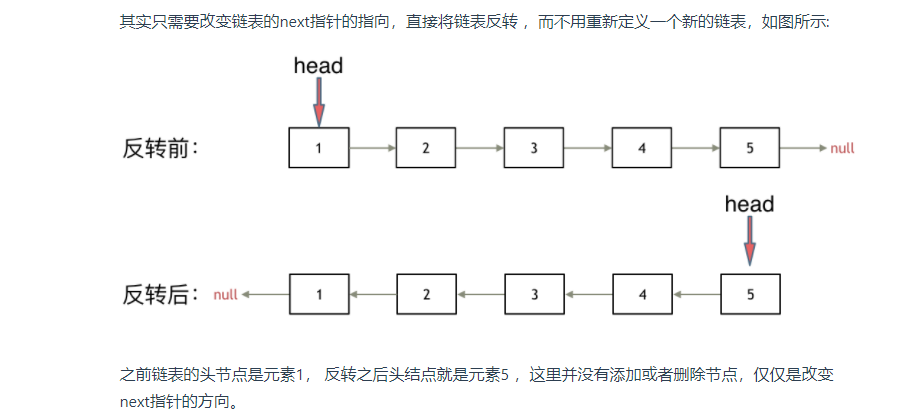 其实只需要改变链表的next指针的指向，直接将链表反转 ，而不用重新定义一个新的链表，如图所示:
head
反转前： 1 2 3 4 5 null
head
反转后： null 1 2 3 4 5
之前链表的头节点是元素1， 反转之后头结点就是元素5 ，这里并没有添加或者删除节点，仅仅是改变
next指针的方向。